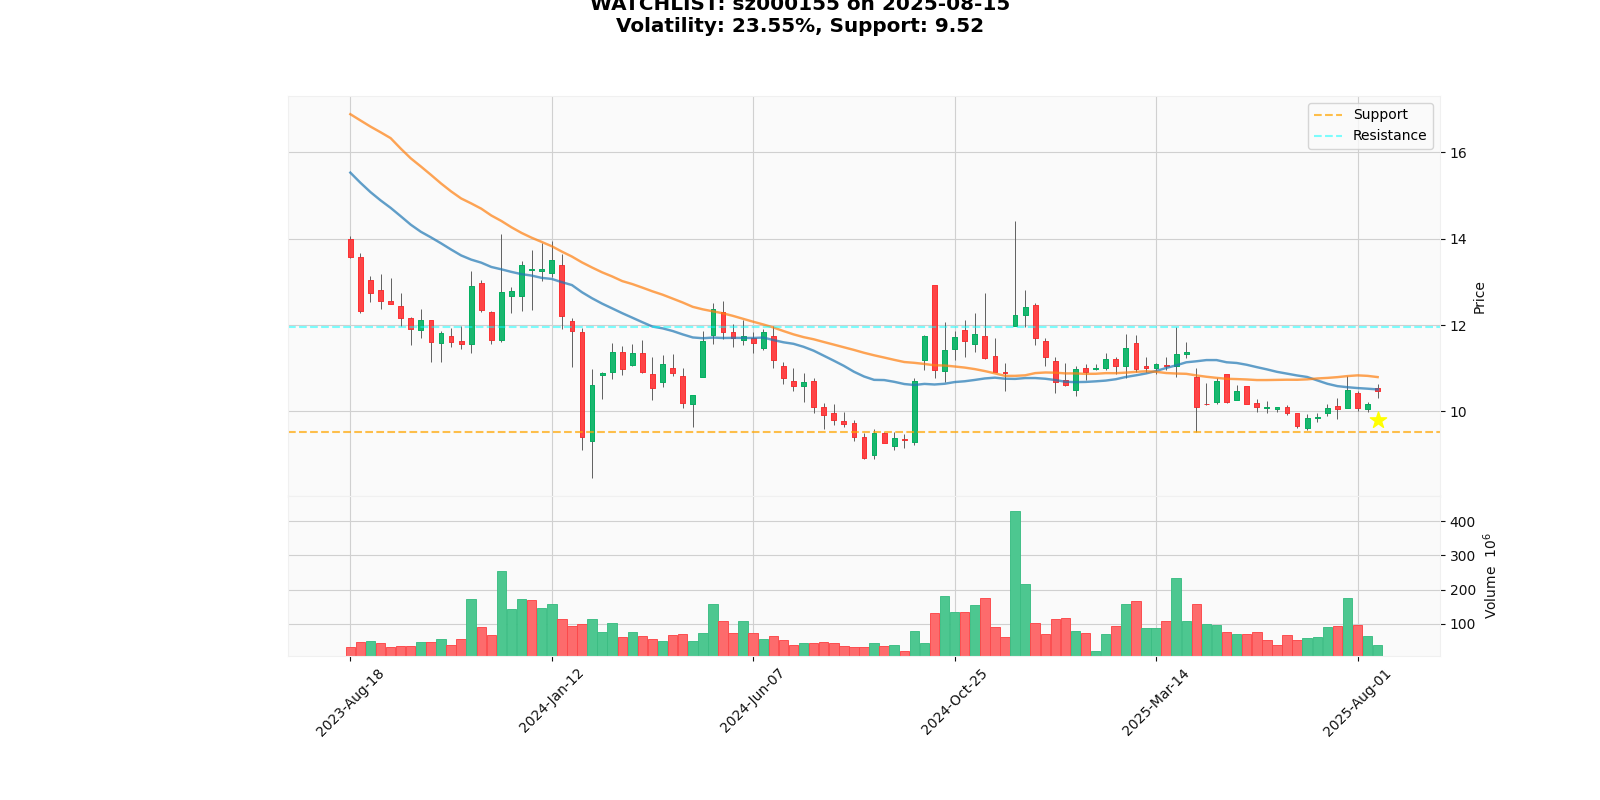 WATCHLIST: sz000155 on 2025-08-15
Volatility: 23.55%, Support: 9.52
Support
Resistance
16
14
12
10
Price
400
300
200
100
Volume 10⁶
2023-Aug-18
2024-Jan-12
2024-Jun-07
2024-Oct-25
2025-Mar-14
2025-Aug-01